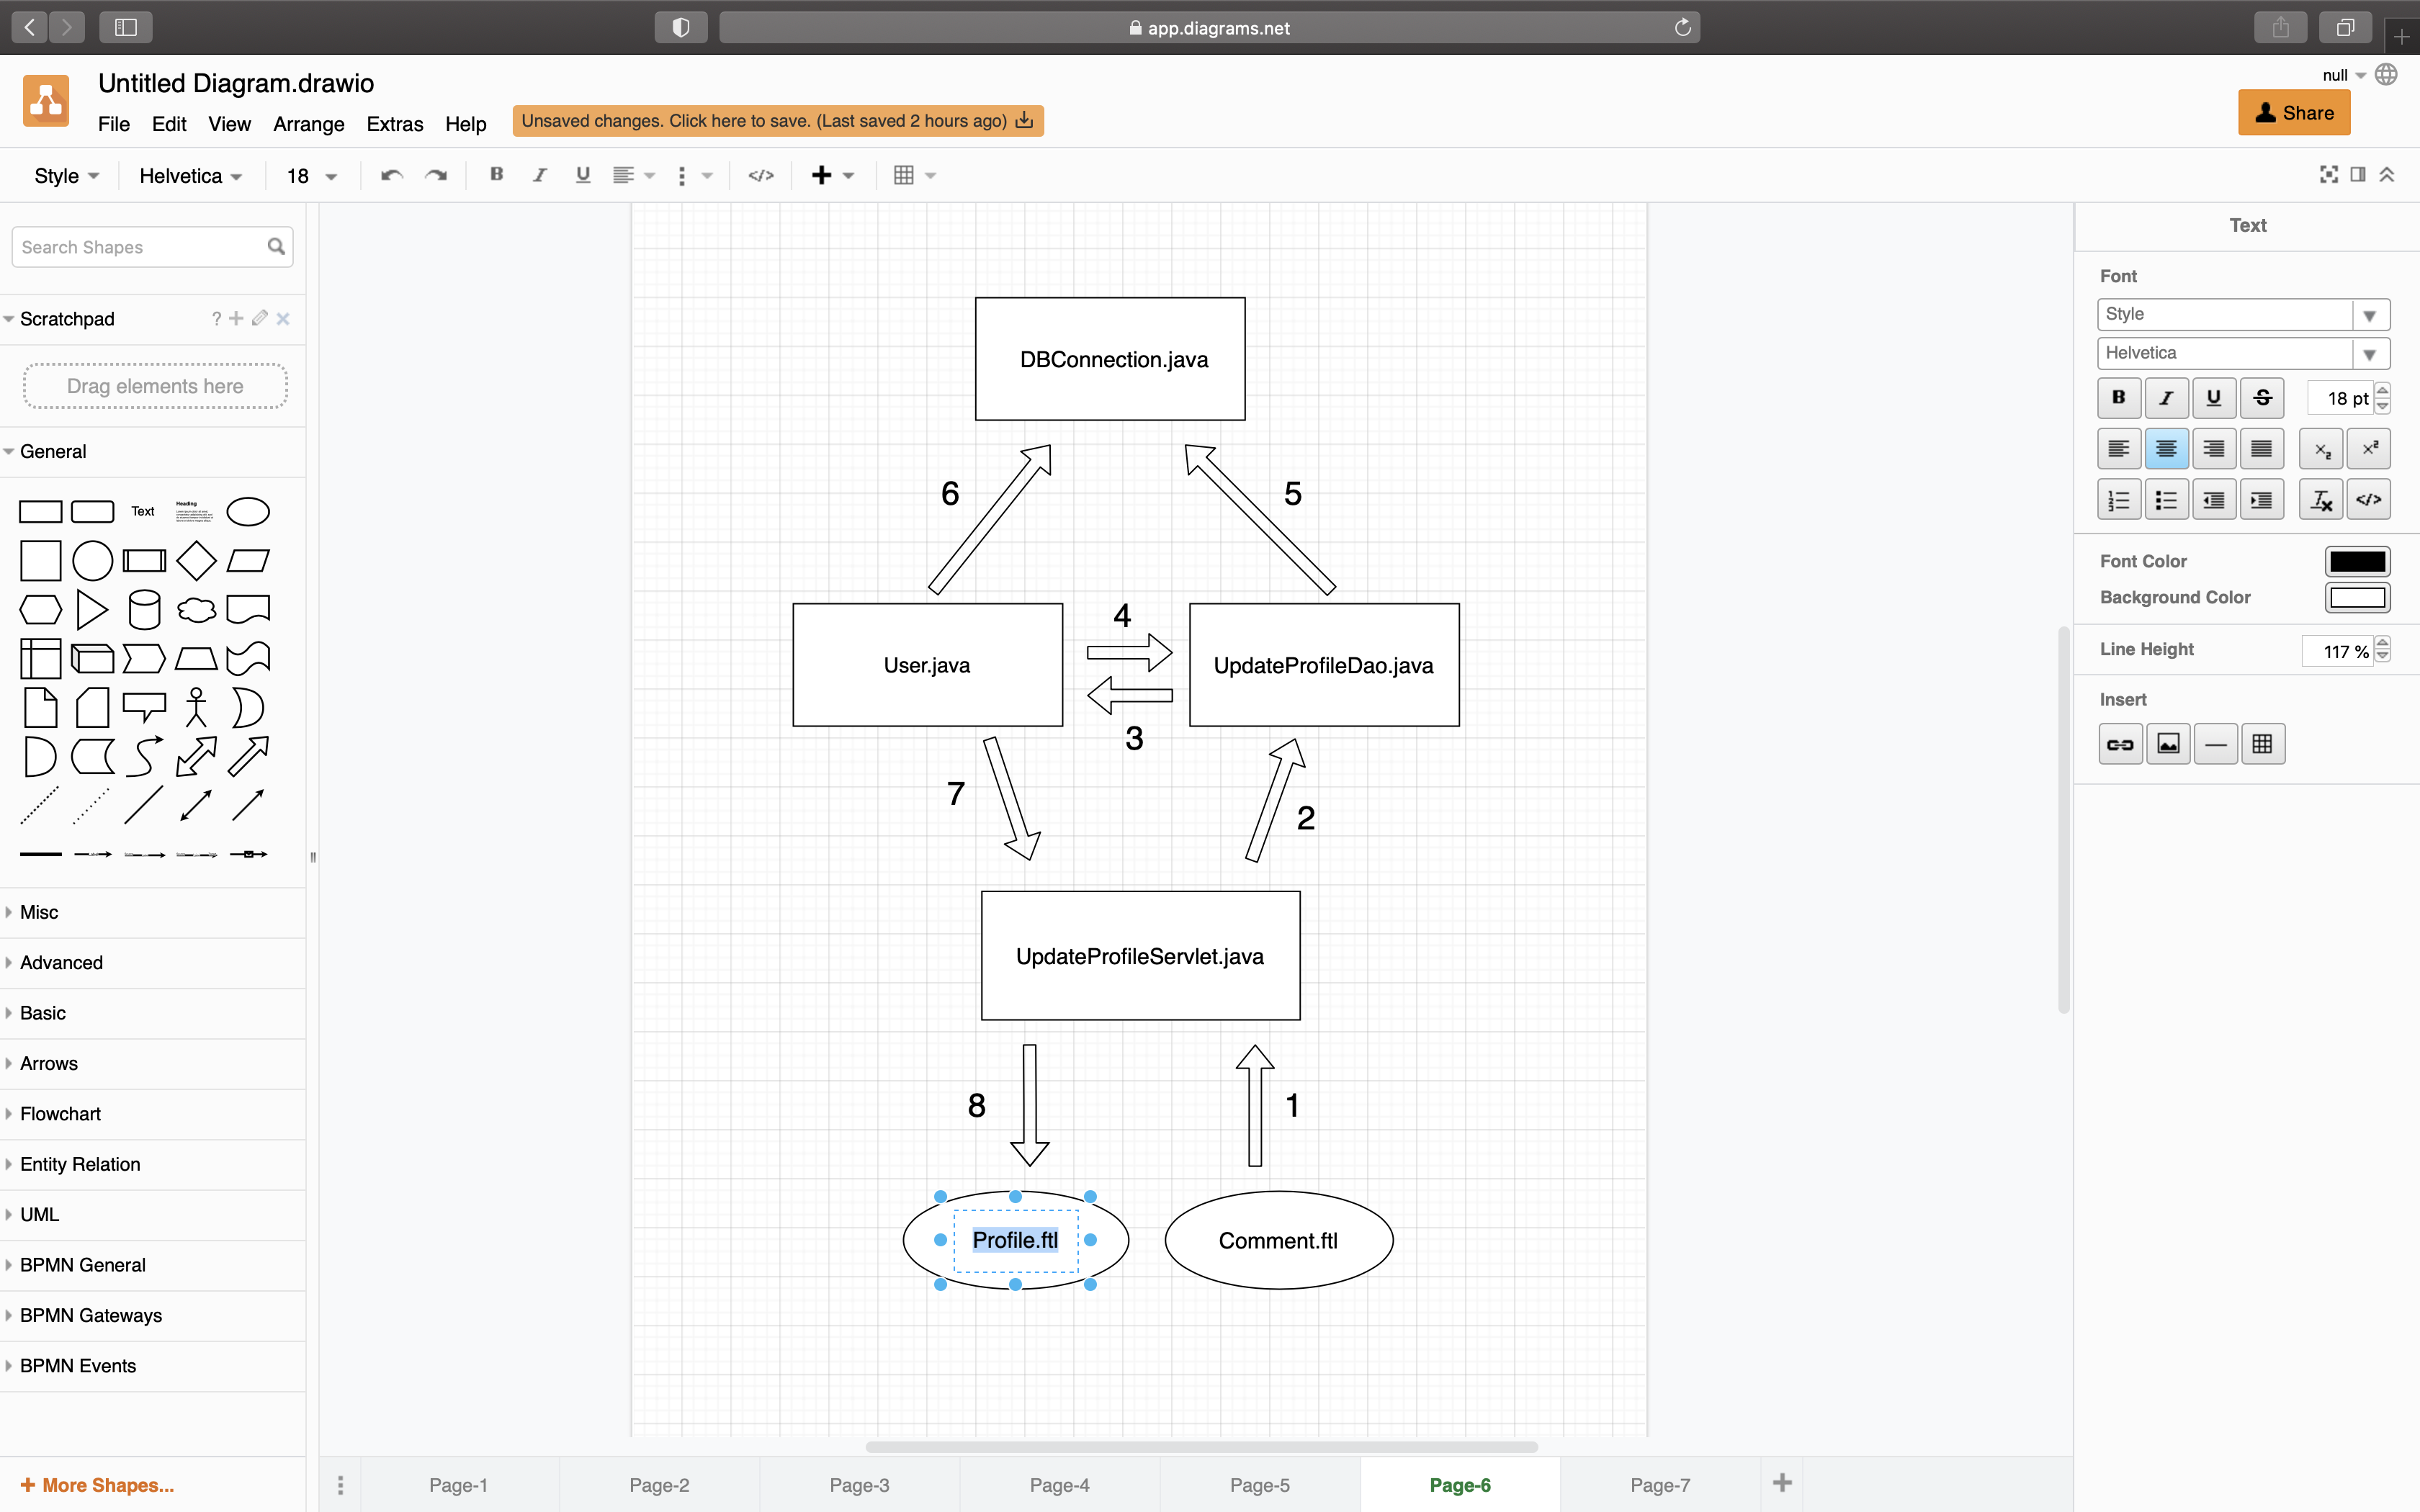 app.diagrams.net
Untitled Diagram.drawio
null
File Edit View Arrange Extras Help
Unsaved changes. Click here to save. (Last saved 2 hours ago)
Share
Style Helvetica 18 B I U </>
Search Shapes
Scratchpad ?
Drag elements here
General
Text
Heading
Misc
Advanced
Basic
Arrows
Flowchart
Entity Relation
UML
BPMN General
BPMN Gateways
BPMN Events
+ More Shapes...
DBConnection.java
6
5
4
User.java
UpdateProfileDao.java
3
7
2
UpdateProfileServlet.java
8
1
Profile.ftl
Comment.ftl
Page-1 Page-2 Page-3 Page-4 Page-5 Page-6 Page-7
Text
Font
Style
Helvetica
B I U S 18 pt
Font Color
Background Color
Line Height 117 %
Insert